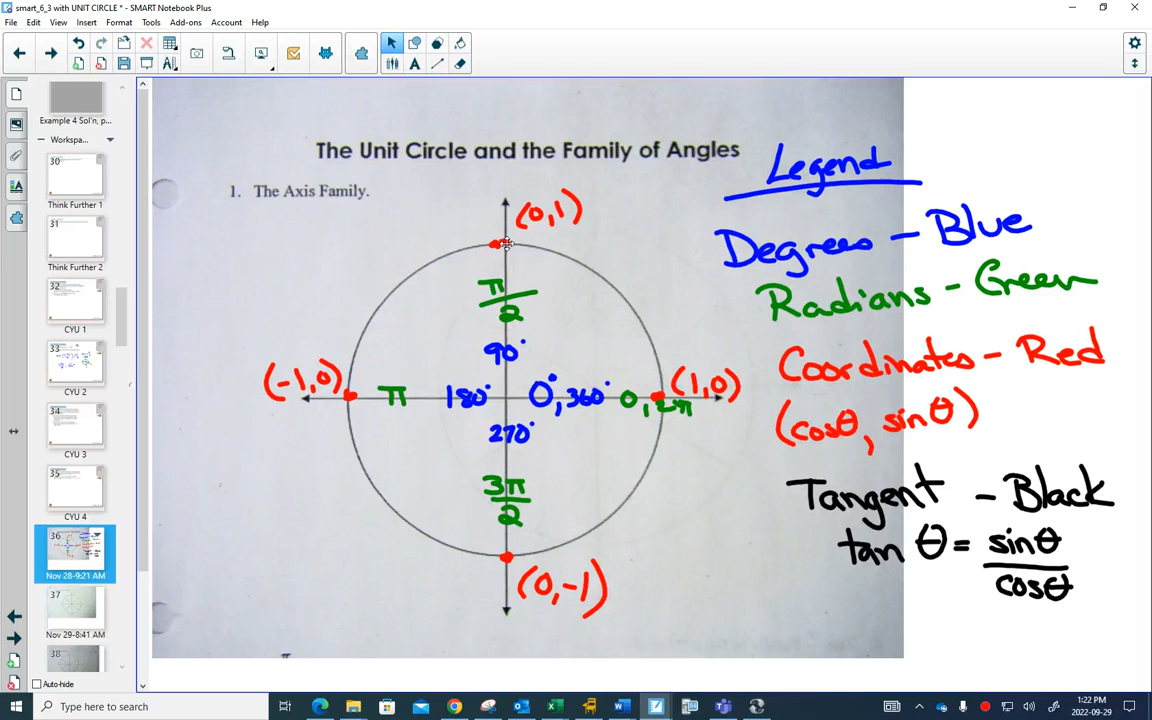 smart_6_3 with UNIT CIRCLE * - SMART Notebook Plus
File Edit View Insert Format Tools Add-ons Account Help
Example 4 Sol'n, p...
Workspa...
30
Think Further 1
31
Think Further 2
32
CYU 1
33
CYU 2
34
CYU 3
35
CYU 4
36
Nov 28-9:21 AM
37
Nov 29-8:41 AM
38
Auto-hide
The Unit Circle and the Family of Angles
1. The Axis Family.
(0,1)
π/2
90°
(-1,0) π 180° 0°, 360° 0, 2π (1,0)
270°
3π/2
(0,-1)
Legend
Degrees - Blue
Radians - Green
Coordinates - Red
(cosθ, sinθ)
Tangent - Black
tan θ = sinθ
cosθ
Type here to search
1:22 PM
2022-09-29